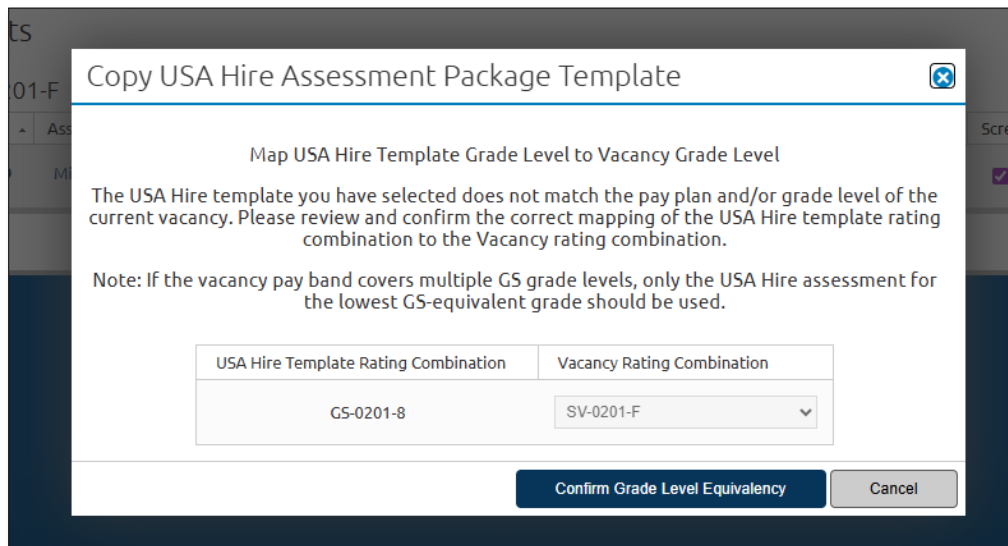 ts
Copy USA Hire Assessment Package Template
201-F
Ass
Scre
Map USA Hire Template Grade Level to Vacancy Grade Level
Mi
The USA Hire template you have selected does not match the pay plan and/or grade level of the
current vacancy. Please review and confirm the correct mapping of the USA Hire template rating
combination to the Vacancy rating combination.
Note: If the vacancy pay band covers multiple GS grade levels, only the USA Hire assessment for
the lowest GS-equivalent grade should be used.
USA Hire Template Rating Combination Vacancy Rating Combination
GS-0201-8 SV-0201-F
Confirm Grade Level Equivalency Cancel